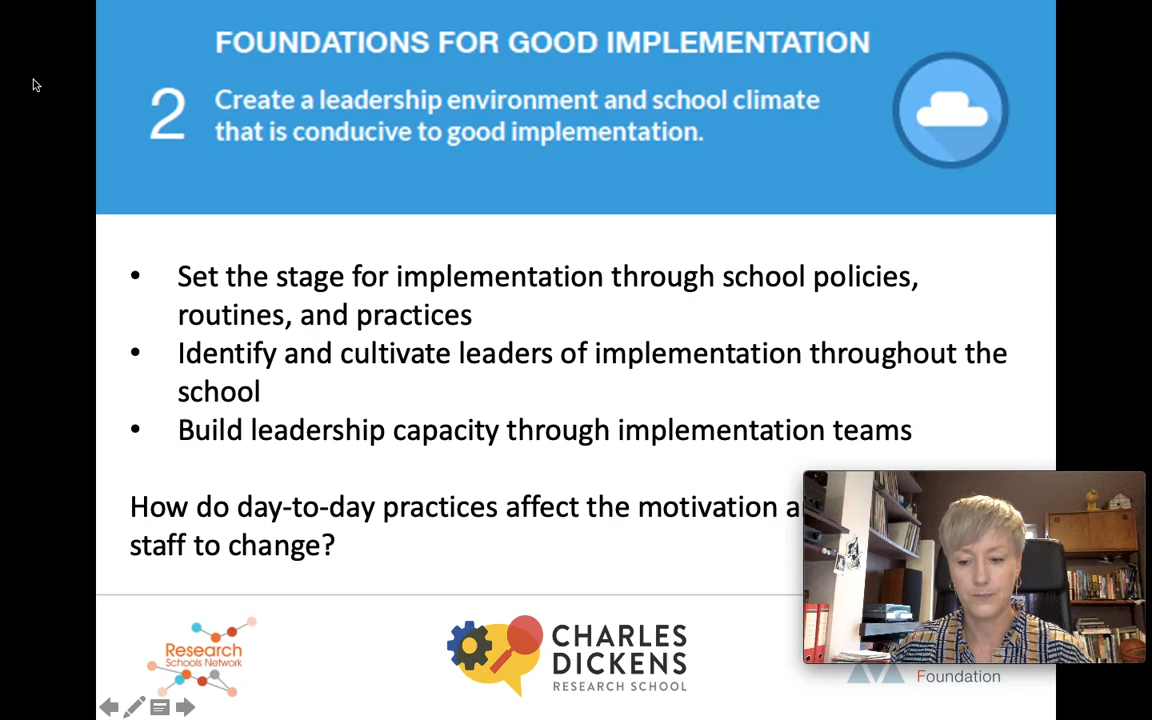 FOUNDATIONS FOR GOOD IMPLEMENTATION
2
Create a leadership environment and school climate
that is conducive to good implementation.
• Set the stage for implementation through school policies,
routines, and practices
• Identify and cultivate leaders of implementation throughout the
school
• Build leadership capacity through implementation teams
How do day-to-day practices affect the motivation a
staff to change?
Research
Schools Network
CHARLES
DICKENS
RESEARCH SCHOOL
Foundation